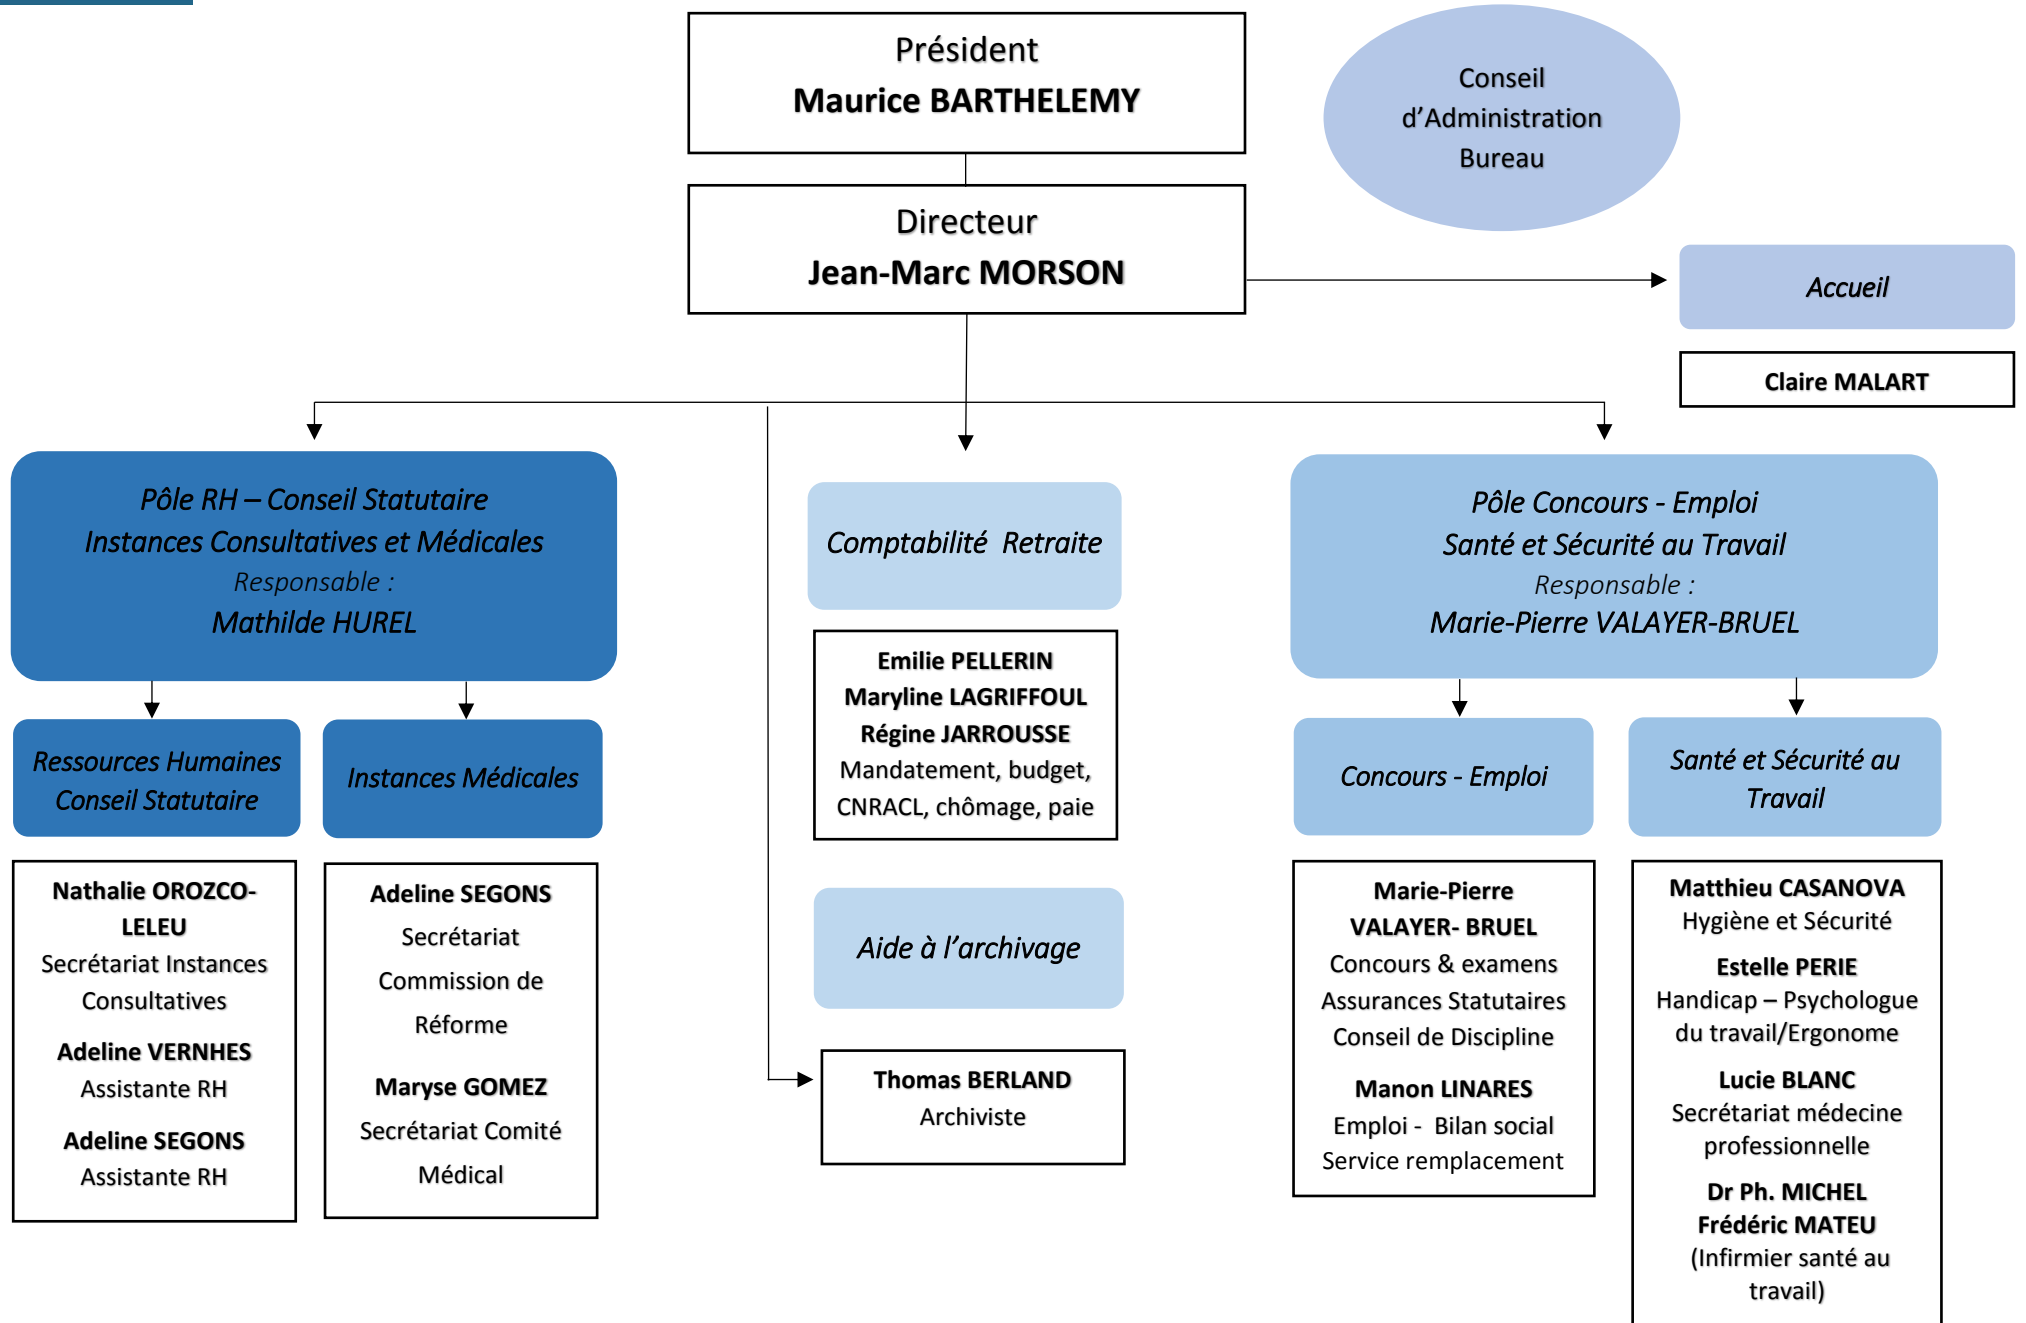 Président
Maurice BARTHELEMY
Conseil
d’Administration
Bureau
Directeur
Jean-Marc MORSON
Accueil
Claire MALART
Pôle RH – Conseil Statutaire
Instances Consultatives et Médicales
Responsable :
Mathilde HUREL
Comptabilité  Retraite
Pôle Concours - Emploi
Santé et Sécurité au Travail
Responsable :
Marie-Pierre VALAYER-BRUEL
Emilie PELLERIN
Maryline LAGRIFFOUL
Régine JARROUSSE
Mandatement, budget,
CNRACL, chômage, paie
Ressources Humaines
Conseil Statutaire
Instances Médicales
Concours - Emploi
Santé et Sécurité au
Travail
Nathalie OROZCO-
LELEU
Secrétariat Instances
Consultatives
Adeline VERNHES
Assistante RH
Adeline SEGONS
Assistante RH
Adeline SEGONS
Secrétariat
Commission de
Réforme
Maryse GOMEZ
Secrétariat Comité
Médical
Aide à l’archivage
Thomas BERLAND
Archiviste
Marie-Pierre
VALAYER- BRUEL
Concours & examens
Assurances Statutaires
Conseil de Discipline
Manon LINARES
Emploi -  Bilan social
Service remplacement
Matthieu CASANOVA
Hygiène et Sécurité
Estelle PERIE
Handicap – Psychologue
du travail/Ergonome
Lucie BLANC
Secrétariat médecine
professionnelle
Dr Ph. MICHEL
Frédéric MATEU
(Infirmier santé au
travail)